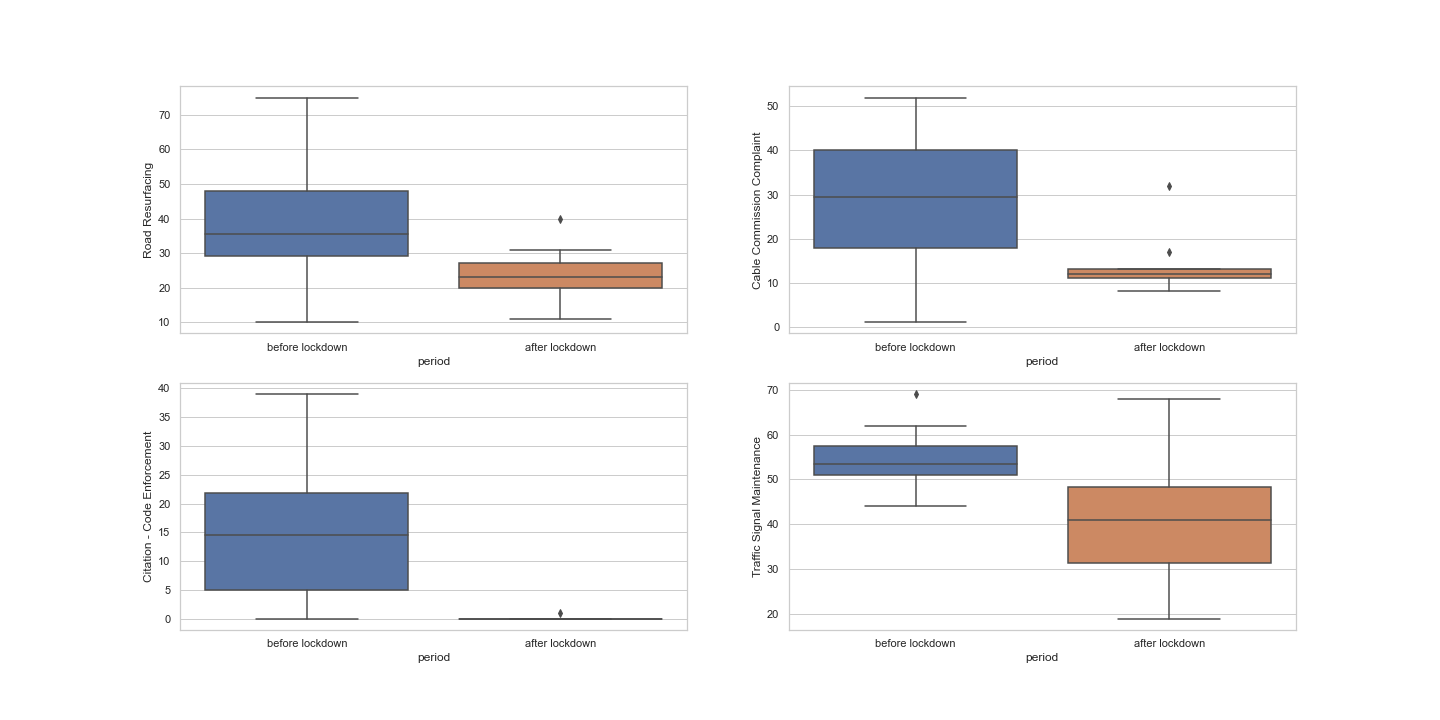 Road Resurfacing
70
60
50
40
30
20
10
before lockdown after lockdown
period
Cable Commission Complaint
50
40
30
20
10
0
before lockdown after lockdown
period
Citation - Code Enforcement
40
35
30
25
20
15
10
5
0
before lockdown after lockdown
period
Traffic Signal Maintenance
70
60
50
40
30
20
before lockdown after lockdown
period